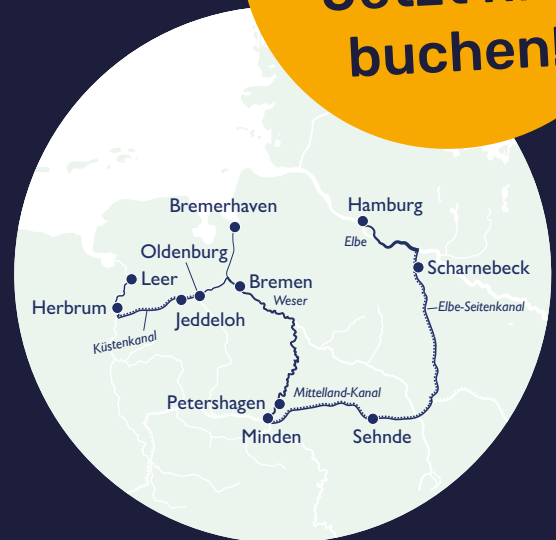 buchen!
Bremerhaven
Hamburg
Elbe
Oldenburg
Scharnebeck
Leer
Bremen
Herbrum
Weser
Elbe-Seitenkanal
Jeddeloh
Küstenkanal
Mittelland-Kanal
Petershagen
Minden
Sehnde